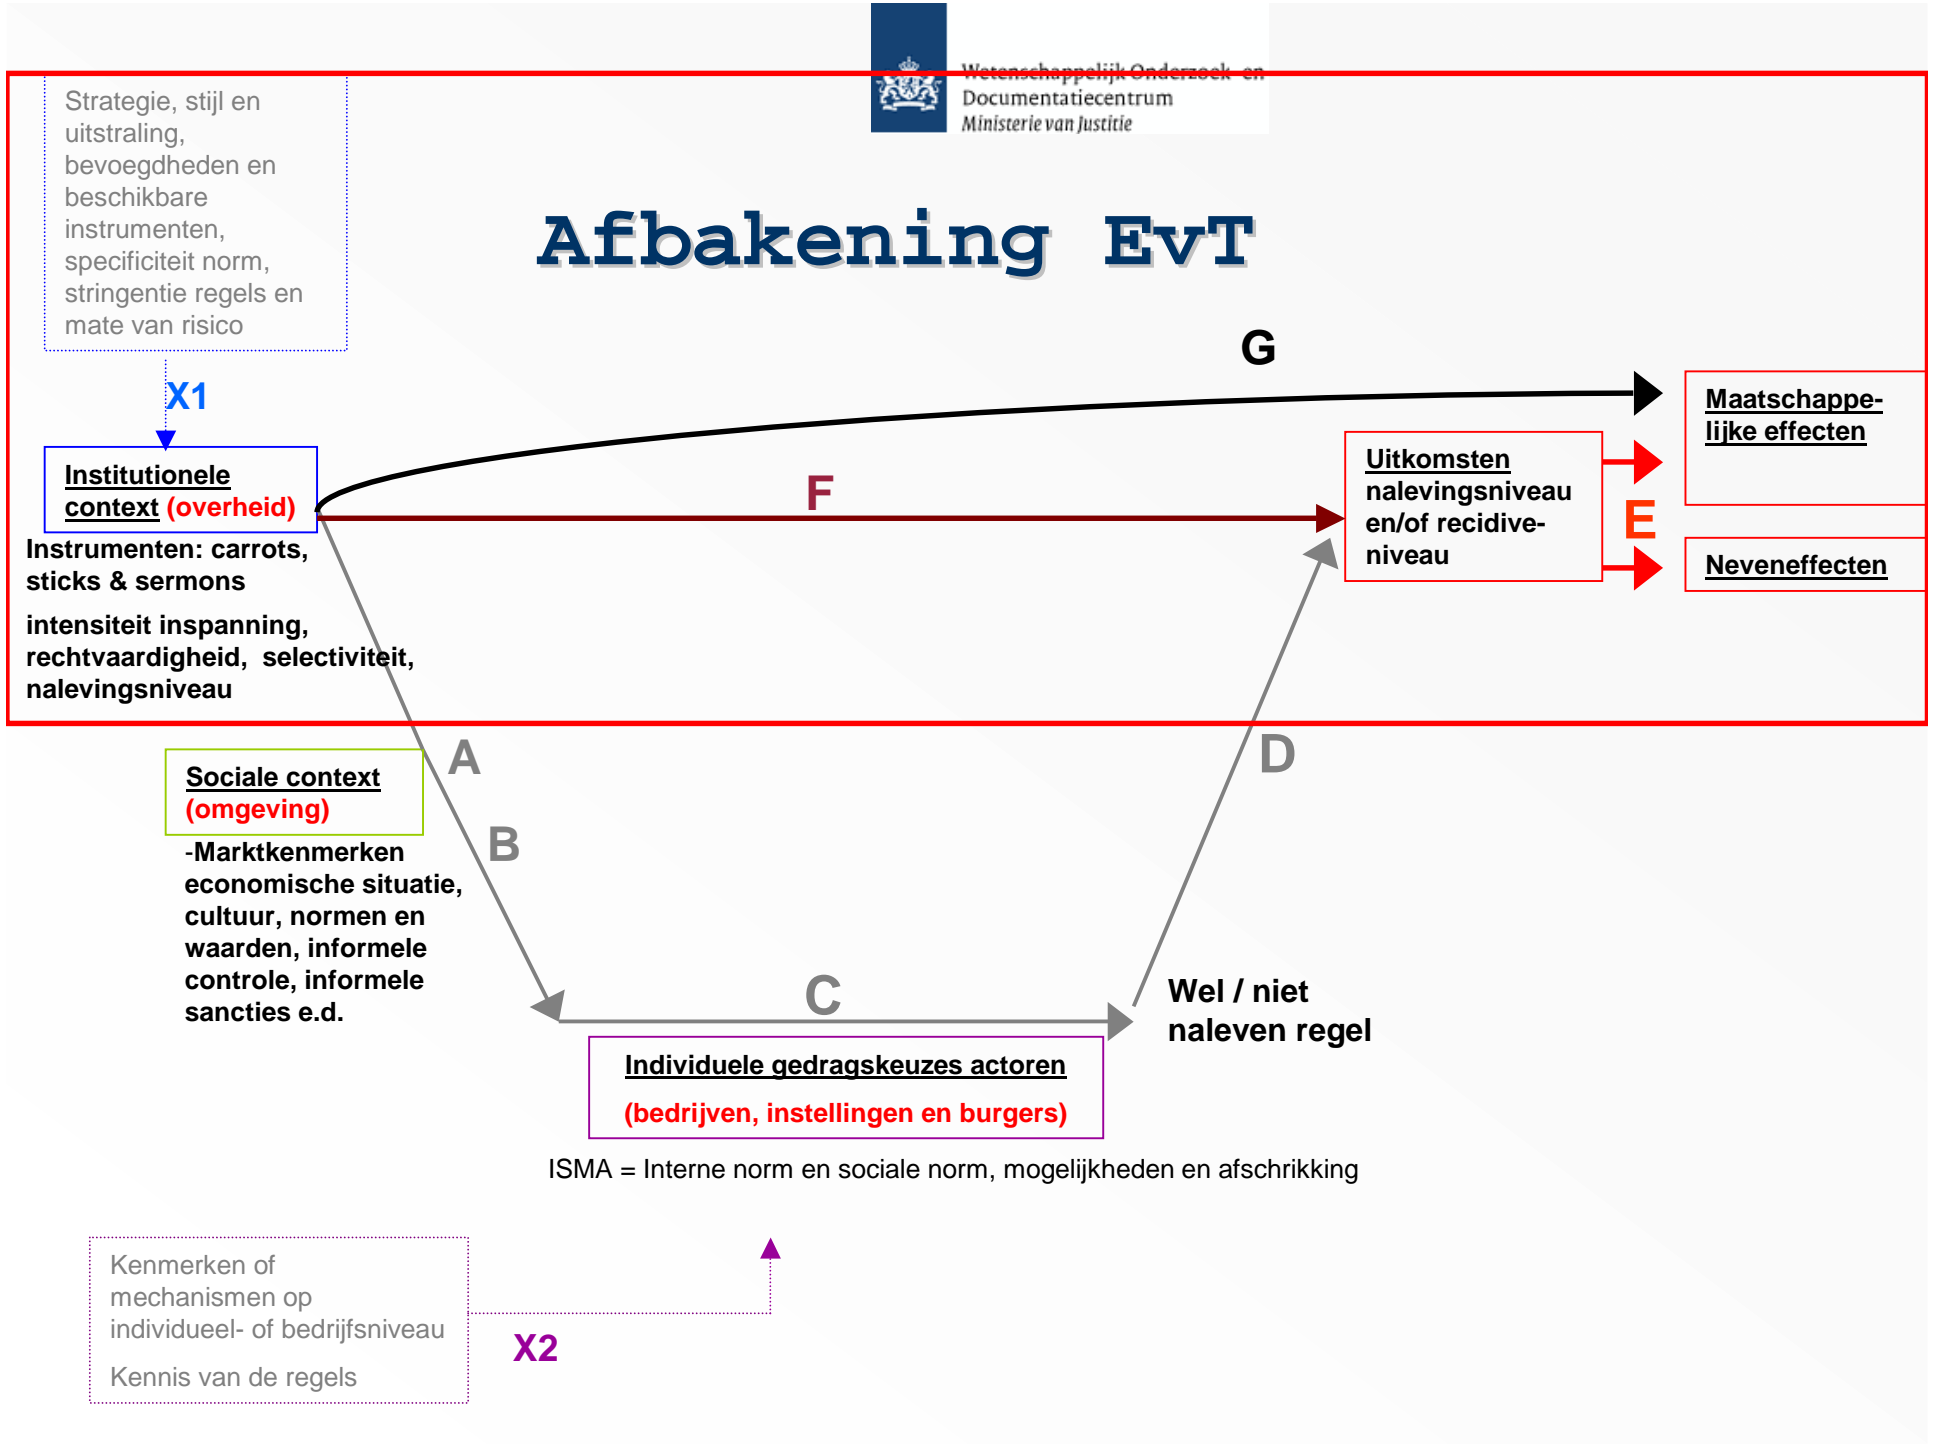 Wetenschappelijk Onderzoek- en
Documentatiecentrum
Ministerie van Justitie
Strategie, stijl en
uitstraling,
bevoegdheden en
beschikbare
instrumenten,
specificiteit norm,
stringentie regels en
mate van risico
Afbakening EvT
G
X1
Maatschappe-
lijke effecten
Institutionele
context (overheid)
F
Uitkomsten
nalevingsniveau
en/of recidive-
niveau
E
Neveneffecten
Instrumenten: carrots,
sticks & sermons
intensiteit inspanning,
rechtvaardigheid, selectiviteit,
nalevingsniveau
A
D
Sociale context
(omgeving)
B
-Marktkenmerken
economische situatie,
cultuur, normen en
waarden, informele
controle, informele
sancties e.d.
C
Wel / niet
naleven regel
Individuele gedragskeuzes actoren
(bedrijven, instellingen en burgers)
ISMA = Interne norm en sociale norm, mogelijkheden en afschrikking
Kenmerken of
mechanismen op
individueel- of bedrijfsniveau
Kennis van de regels
X2